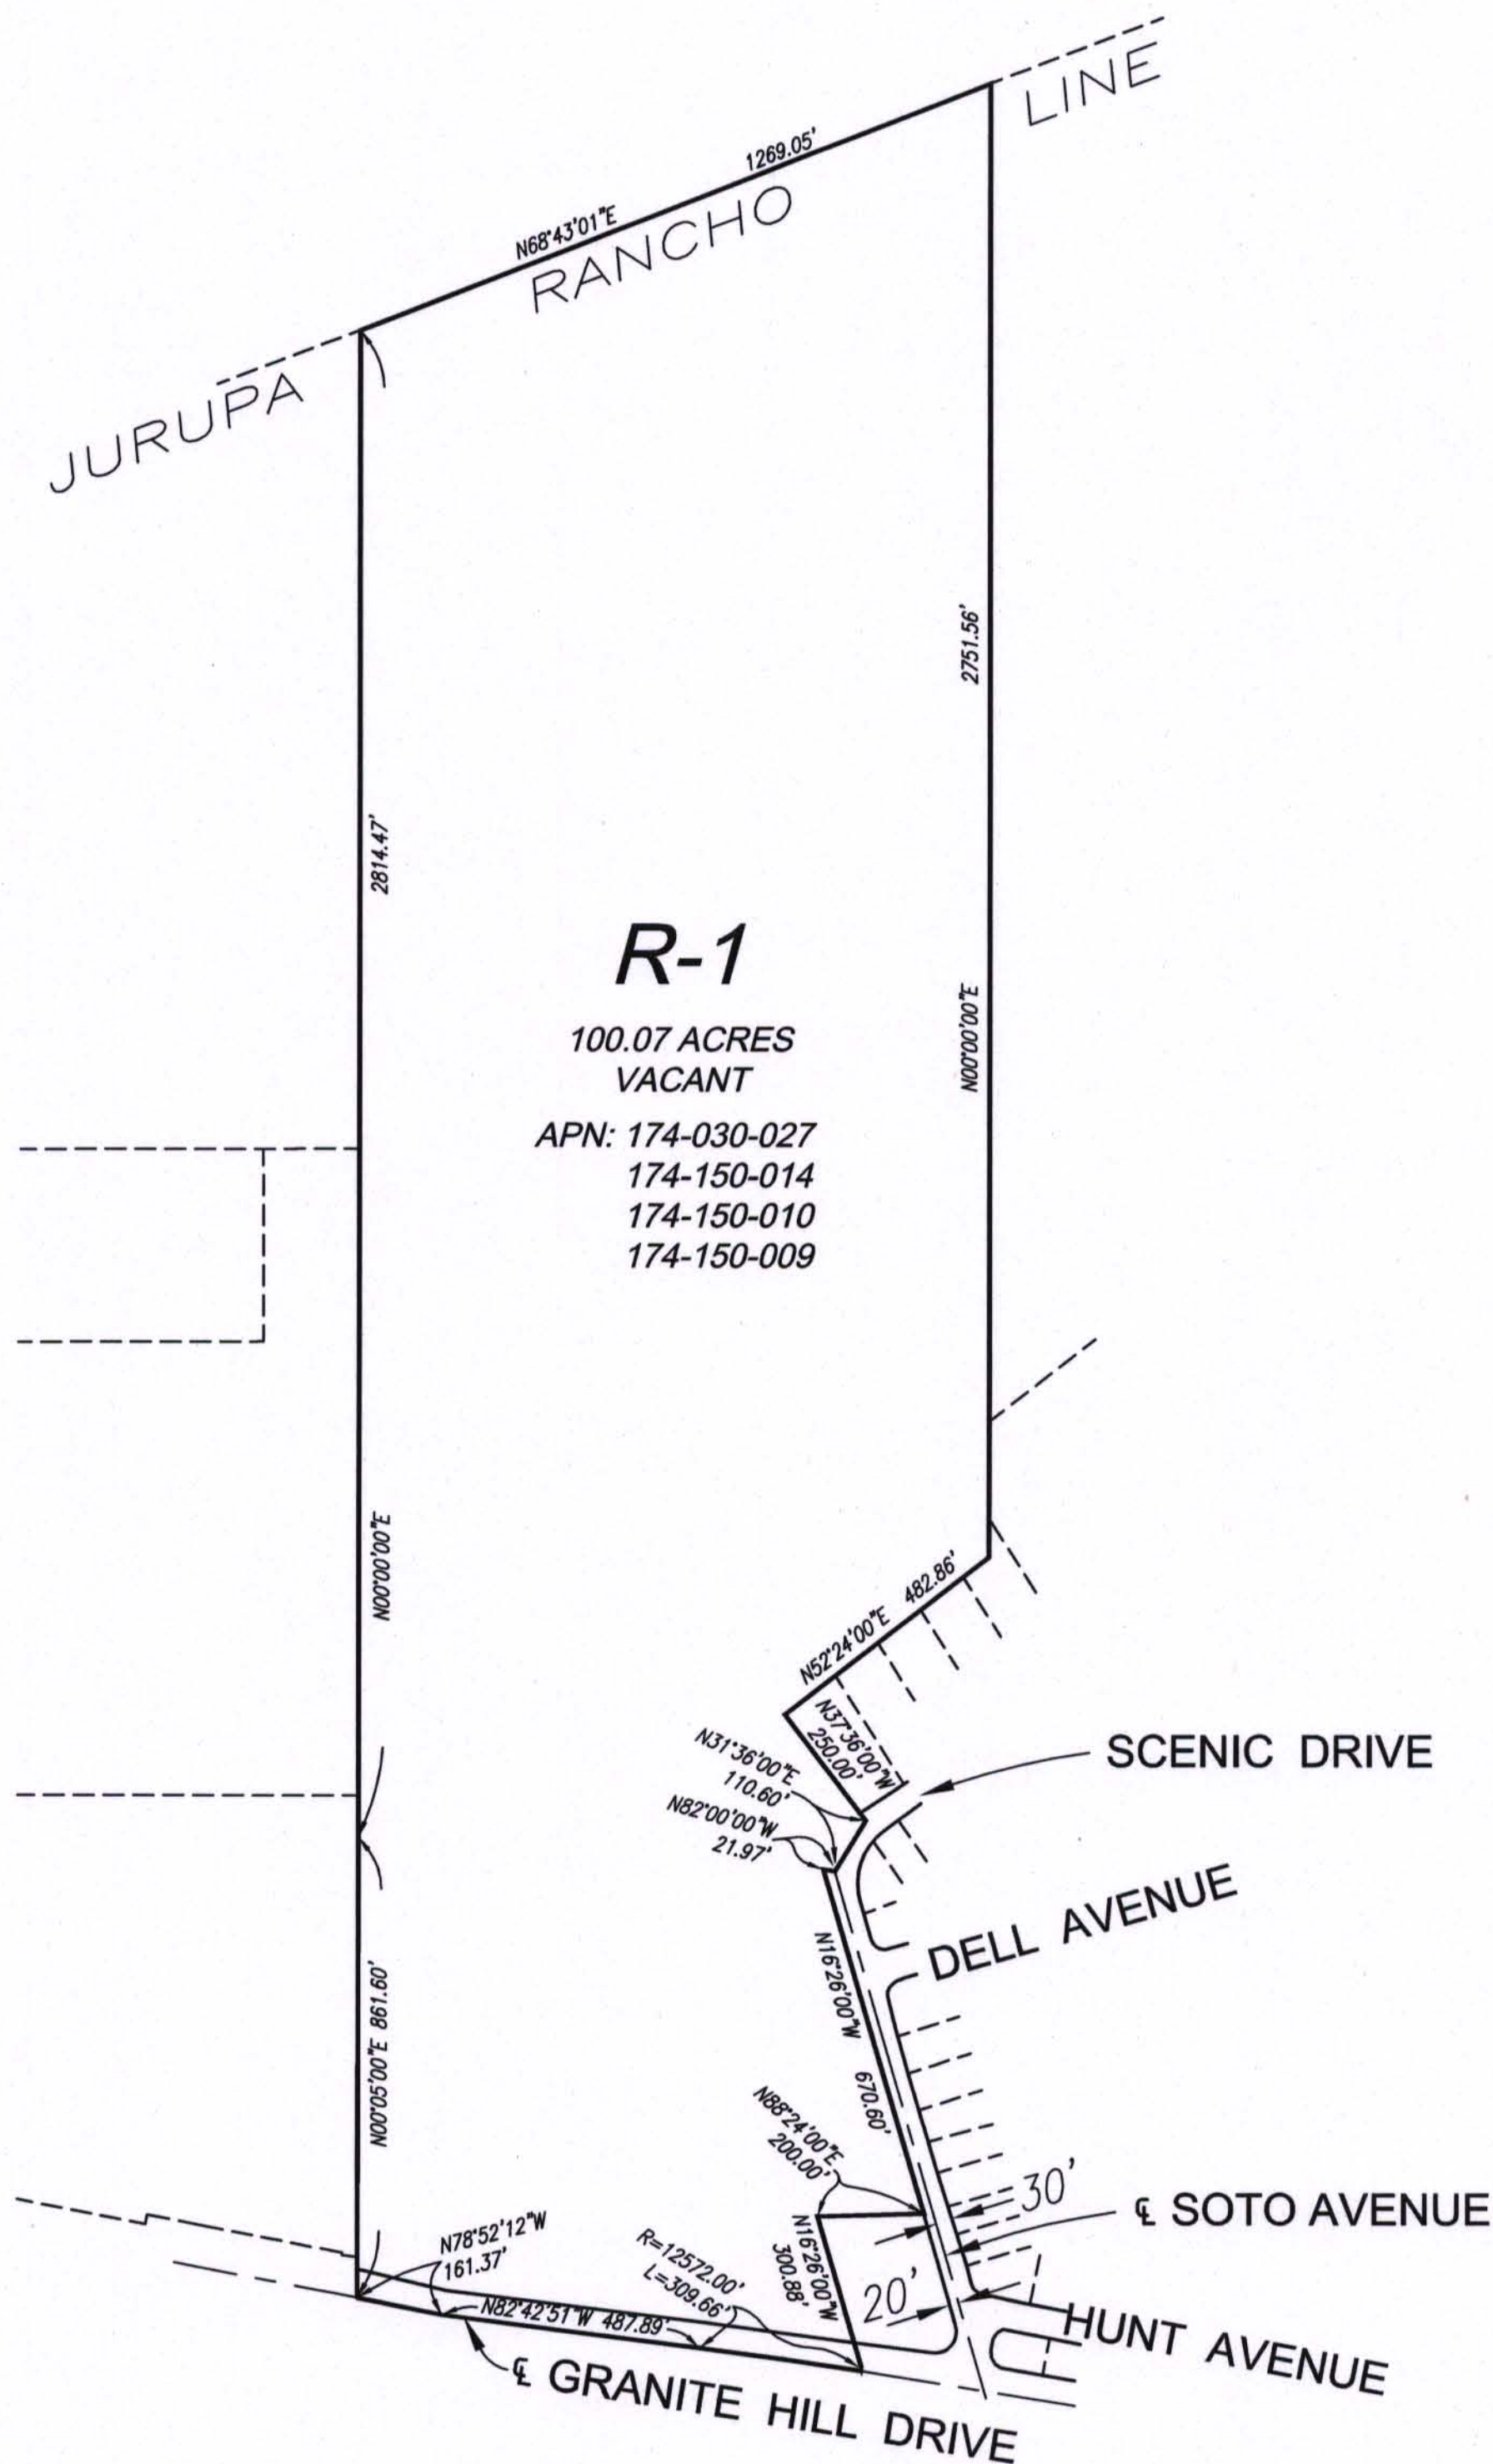 LINE
1269.05'
N68°43'01"E
RANCHO
JURUPA
2751.56'
2814.47'
R-1
100.07 ACRES
VACANT
N00°00'00"E
APN: 174-030-027
174-150-014
174-150-010
174-150-009
N00°00'00"E
N52°24'00"E 482.86'
N37°36'00"W
250.00'
N31°36'00"E
110.60'
SCENIC DRIVE
N82°00'00"W
21.97'
DELL AVENUE
N16°26'00"W
670.60'
N00°05'00"E 861.60'
N88°24'00"E
200.00'
30'
℄ SOTO AVENUE
N78°52'12"W
161.37'
R=12572.00'
L=309.66'
N16°26'00"W
300.88'
20'
N82°42'51"W 487.89'
HUNT AVENUE
℄ GRANITE HILL DRIVE